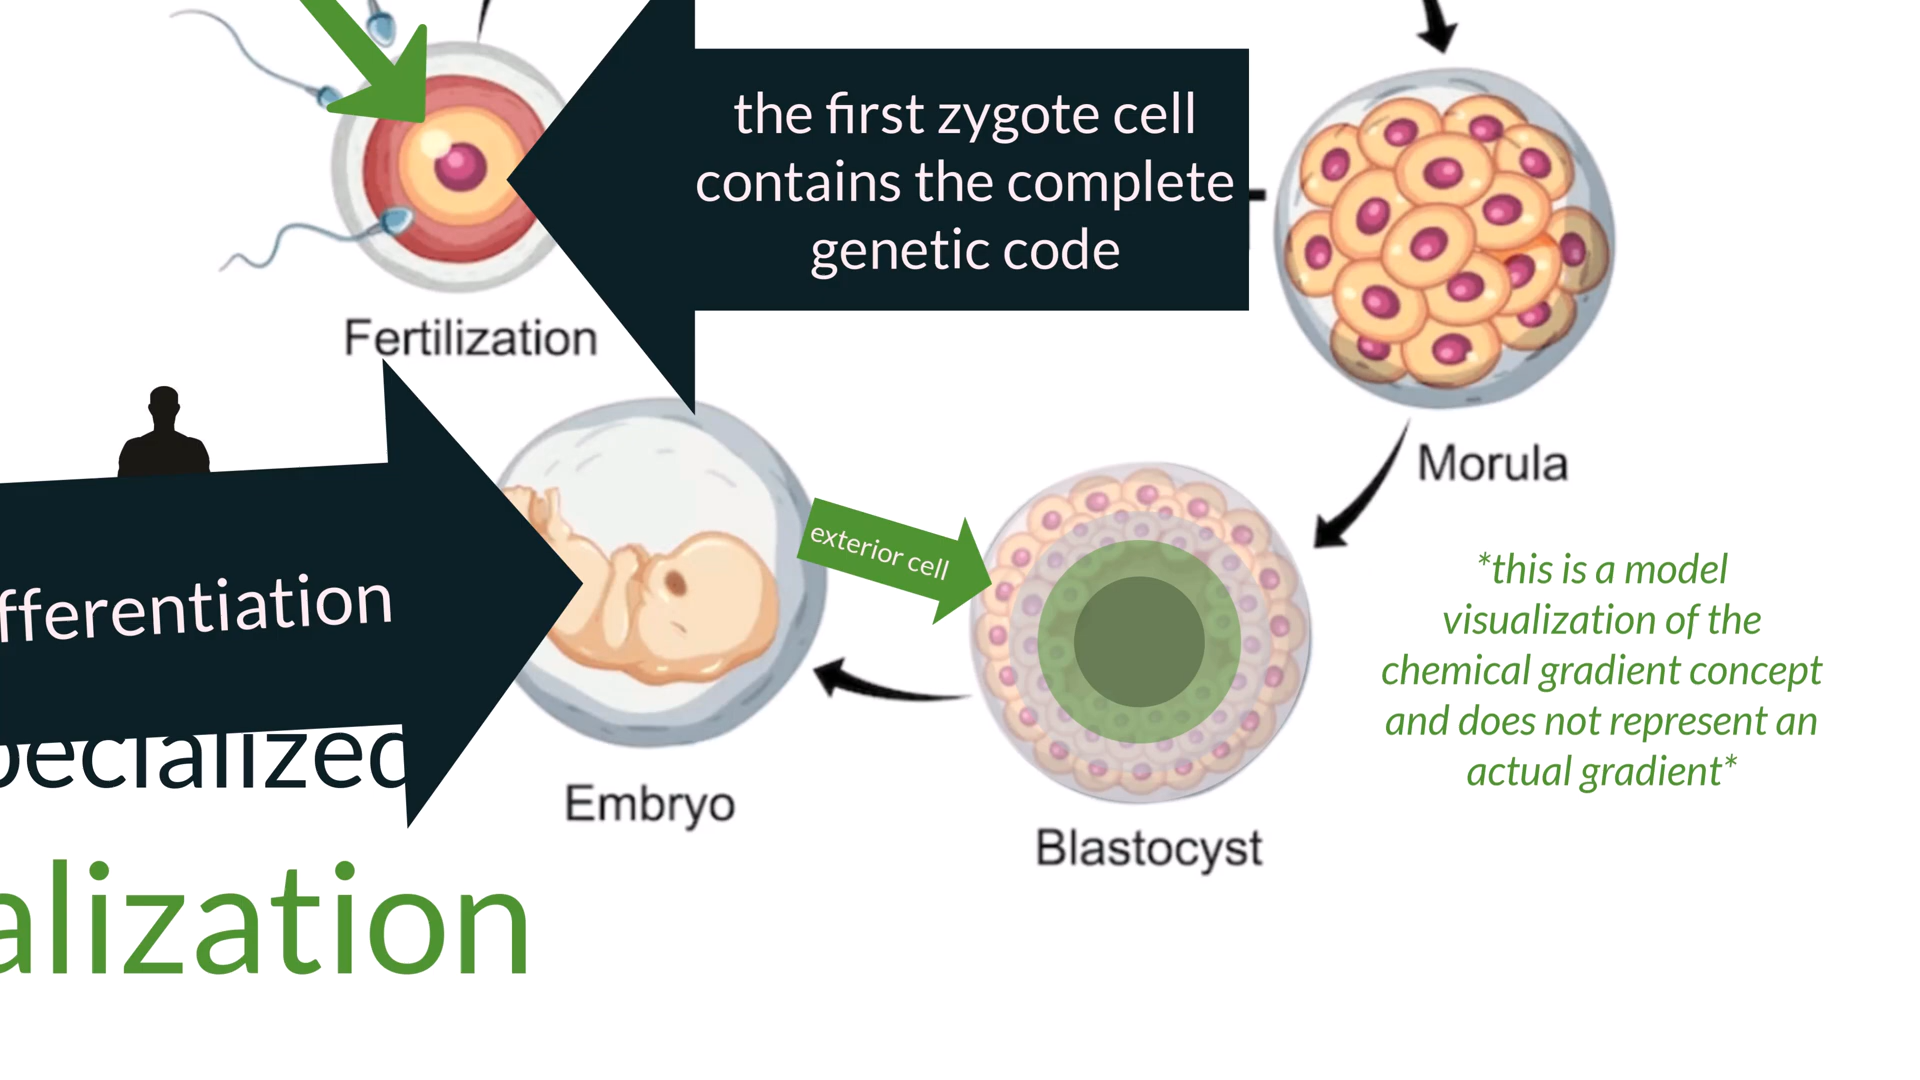 the first zygote cell
contains the complete
genetic code
Fertilization
Morula
exterior cell
*this is a model
visualization of the
chemical gradient concept
and does not represent an
actual gradient*
fferentiation
pecialized
Embryo
Blastocyst
alization